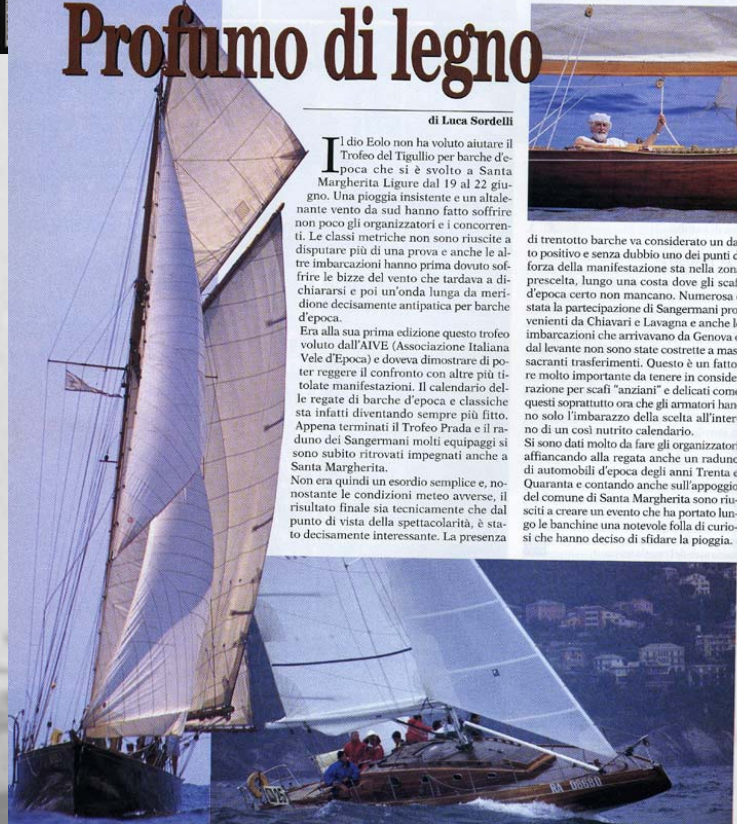 Profumo di legno
di Luca Sordelli
Il dio Eolo non ha voluto aiutare il
Trofeo del Tigullio per barche d'e-
poca che si è svolto a Santa
Margherita Ligure dal 19 al 22 giu-
gno. Una pioggia insistente e un altale-
nante vento da sud hanno fatto soffrire
non poco gli organizzatori e i concorren-
ti. Le classi metriche non sono riuscite a
disputare più di una prova e anche le al-
tre imbarcazioni hanno prima dovuto sof-
frire le bizze del vento che tardava a di-
chiararsi e poi un'onda lunga da meri-
dione decisamente antipatica per barche
d'epoca.
Era alla sua prima edizione questo trofeo
voluto dall'AIVE (Associazione Italiana
Vele d'Epoca) e doveva dimostrare di po-
ter reggere il confronto con altre più ti-
tolate manifestazioni. Il calendario del-
le regate di barche d'epoca e classiche
sta infatti diventando sempre più fitto.
Appena terminati il Trofeo Prada e il ra-
duno dei Sangermani molti equipaggi si
sono subito ritrovati impegnati anche a
Santa Margherita.
Non era quindi un esordio semplice e, no-
nostante le condizioni meteo avverse, il
risultato finale sia tecnicamente che dal
punto di vista della spettacolarità, è sta-
to decisamente interessante. La presenza
di trentotto barche va considerato un da
to positivo e senza dubbio uno dei punti d
forza della manifestazione sta nella zona
prescelta, lungo una costa dove gli scaf
d'epoca certo non mancano. Numerosa è
stata la partecipazione di Sangermani pro
venienti da Chiavari e Lavagna e anche le
imbarcazioni che arrivavano da Genova o
dal levante non sono state costrette a mas
sacranti trasferimenti. Questo è un fatto
re molto importante da tenere in conside
razione per scafi "anziani" e delicati come
questi soprattutto ora che gli armatori han
no solo l'imbarazzo della scelta all'inter
no di un così nutrito calendario.
Si sono dati molto da fare gli organizzatori
affiancando alla regata anche un raduno
di automobili d'epoca degli anni Trenta e
Quaranta e contando anche sull'appoggio
del comune di Santa Margherita sono riu-
sciti a creare un evento che ha portato lun-
go le banchine una notevole folla di curio-
si che hanno deciso di sfidare la pioggia.